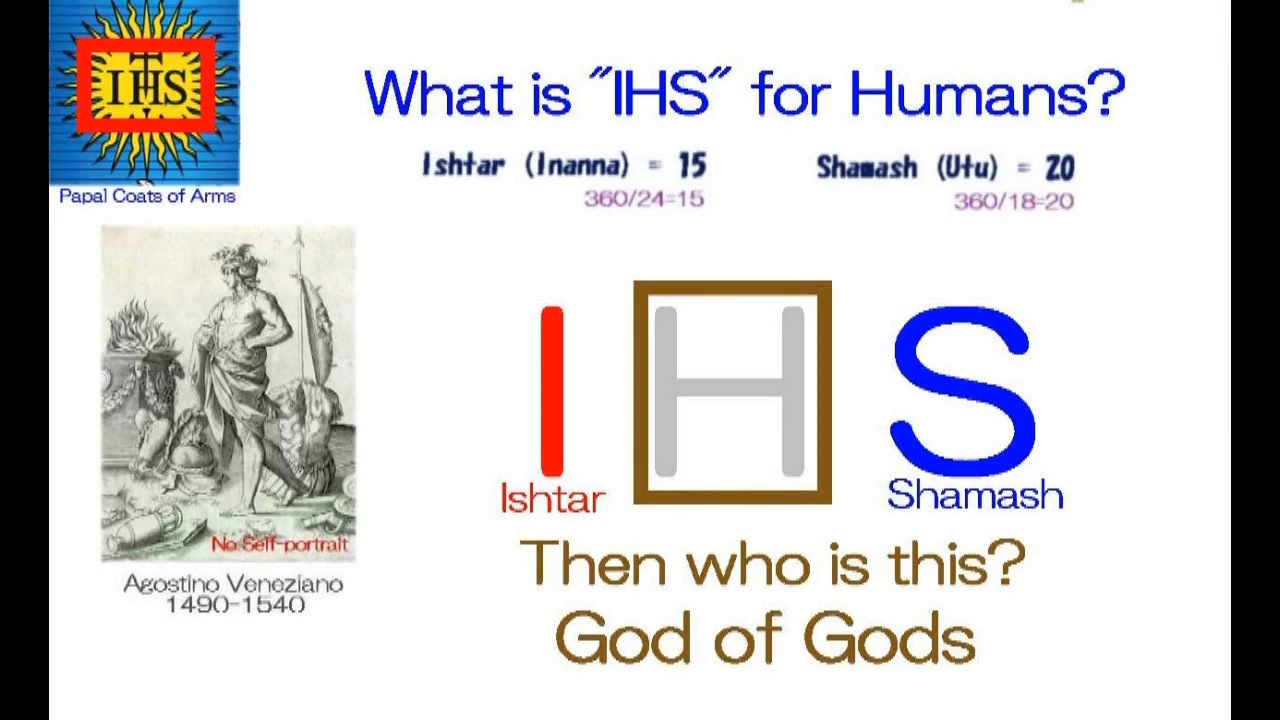 IHS
Papal Coats of Arms
What is "IHS" for Humans?
Ishtar (Inanna) = 15
360/24=15
Shamash (Utu) = 20
360/18=20
I H S
Ishtar
Shamash
Then who is this?
God of Gods
No Self-portrait
Agostino Veneziano
1490-1540